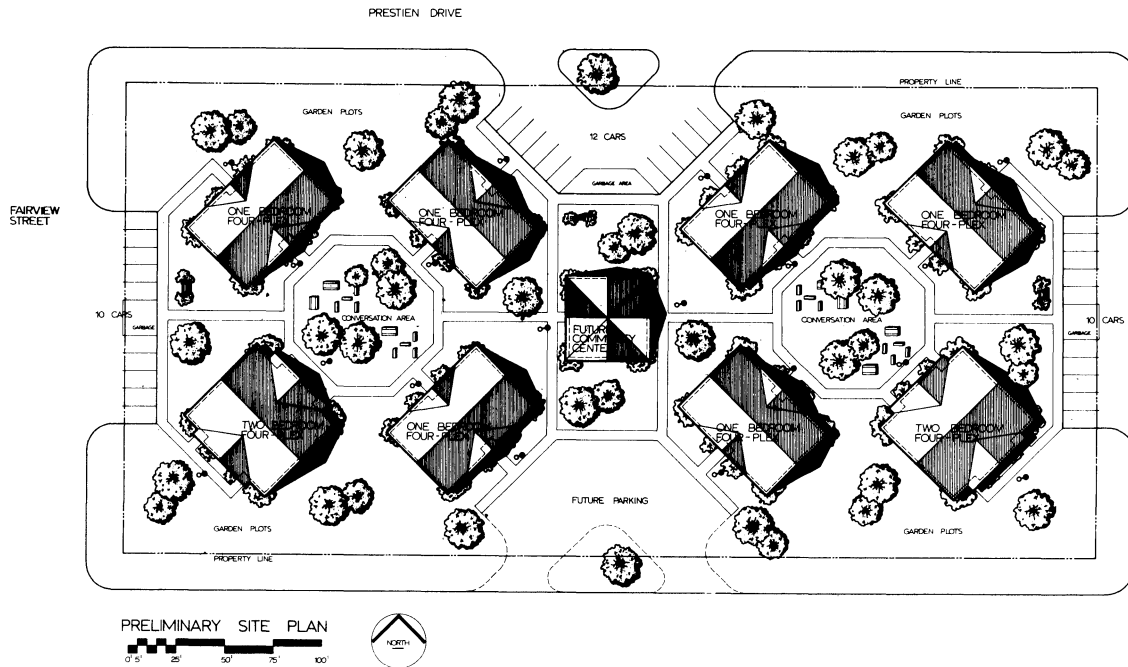 PRESTIEN DRIVE
PROPERTY LINE
GARDEN PLOTS
GARDEN PLOTS
12 CARS
GARBAGE AREA
FAIRVIEW
STREET
ONE BEDROOM
FOUR-PLEX
ONE BEDROOM
FOUR-PLEX
ONE BEDROOM
FOUR-PLEX
ONE BEDROOM
FOUR-PLEX
10 CARS
GARBAGE
CONVERSATION AREA
FUTURE
COMMUNITY
CENTER
CONVERSATION AREA
GARBAGE
10 CARS
TWO BEDROOM
FOUR-PLEX
ONE BEDROOM
FOUR-PLEX
ONE BEDROOM
FOUR-PLEX
TWO BEDROOM
FOUR-PLEX
FUTURE PARKING
GARDEN PLOTS
GARDEN PLOTS
PROPERTY LINE
PRELIMINARY SITE PLAN
0' 5' 25' 50' 75' 100'
NORTH